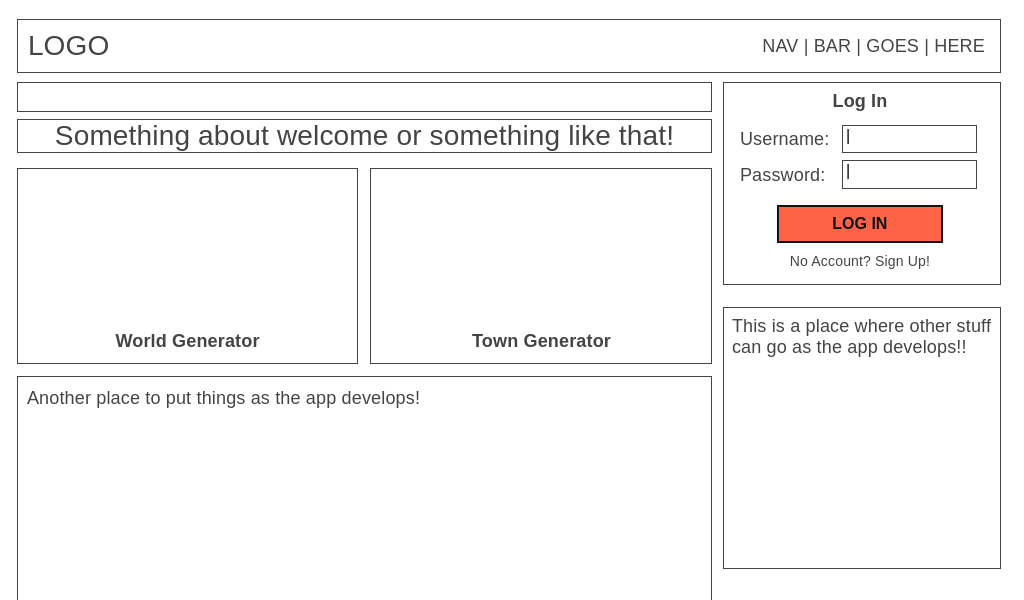 LOGO
NAV | BAR | GOES | HERE
Something about welcome or something like that!
World Generator
Town Generator
Another place to put things as the app develops!
Log In
Username:
Password:
LOG IN
No Account? Sign Up!
This is a place where other stuff
can go as the app develops!!